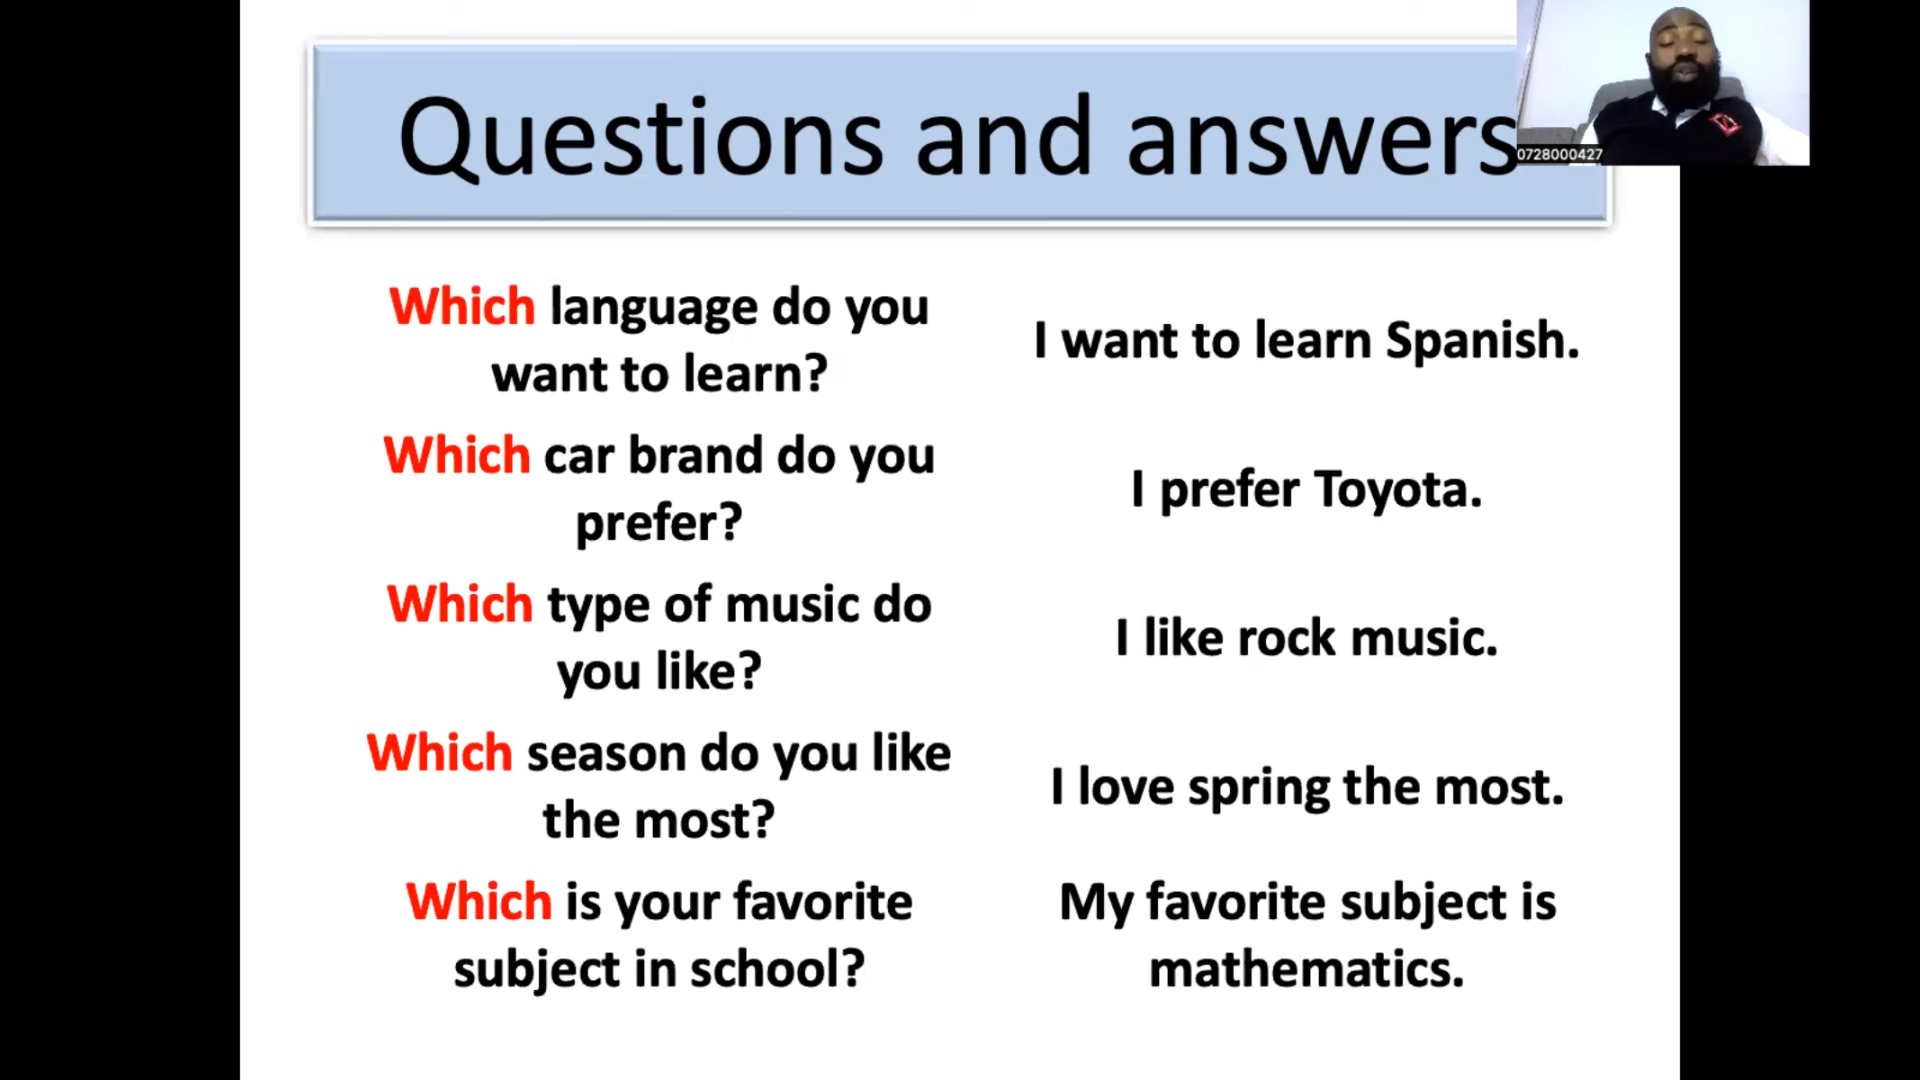 Questions and answers
0728000427
Which language do you
want to learn?
I want to learn Spanish.
Which car brand do you
prefer?
I prefer Toyota.
Which type of music do
you like?
I like rock music.
Which season do you like
the most?
I love spring the most.
Which is your favorite
subject in school?
My favorite subject is
mathematics.